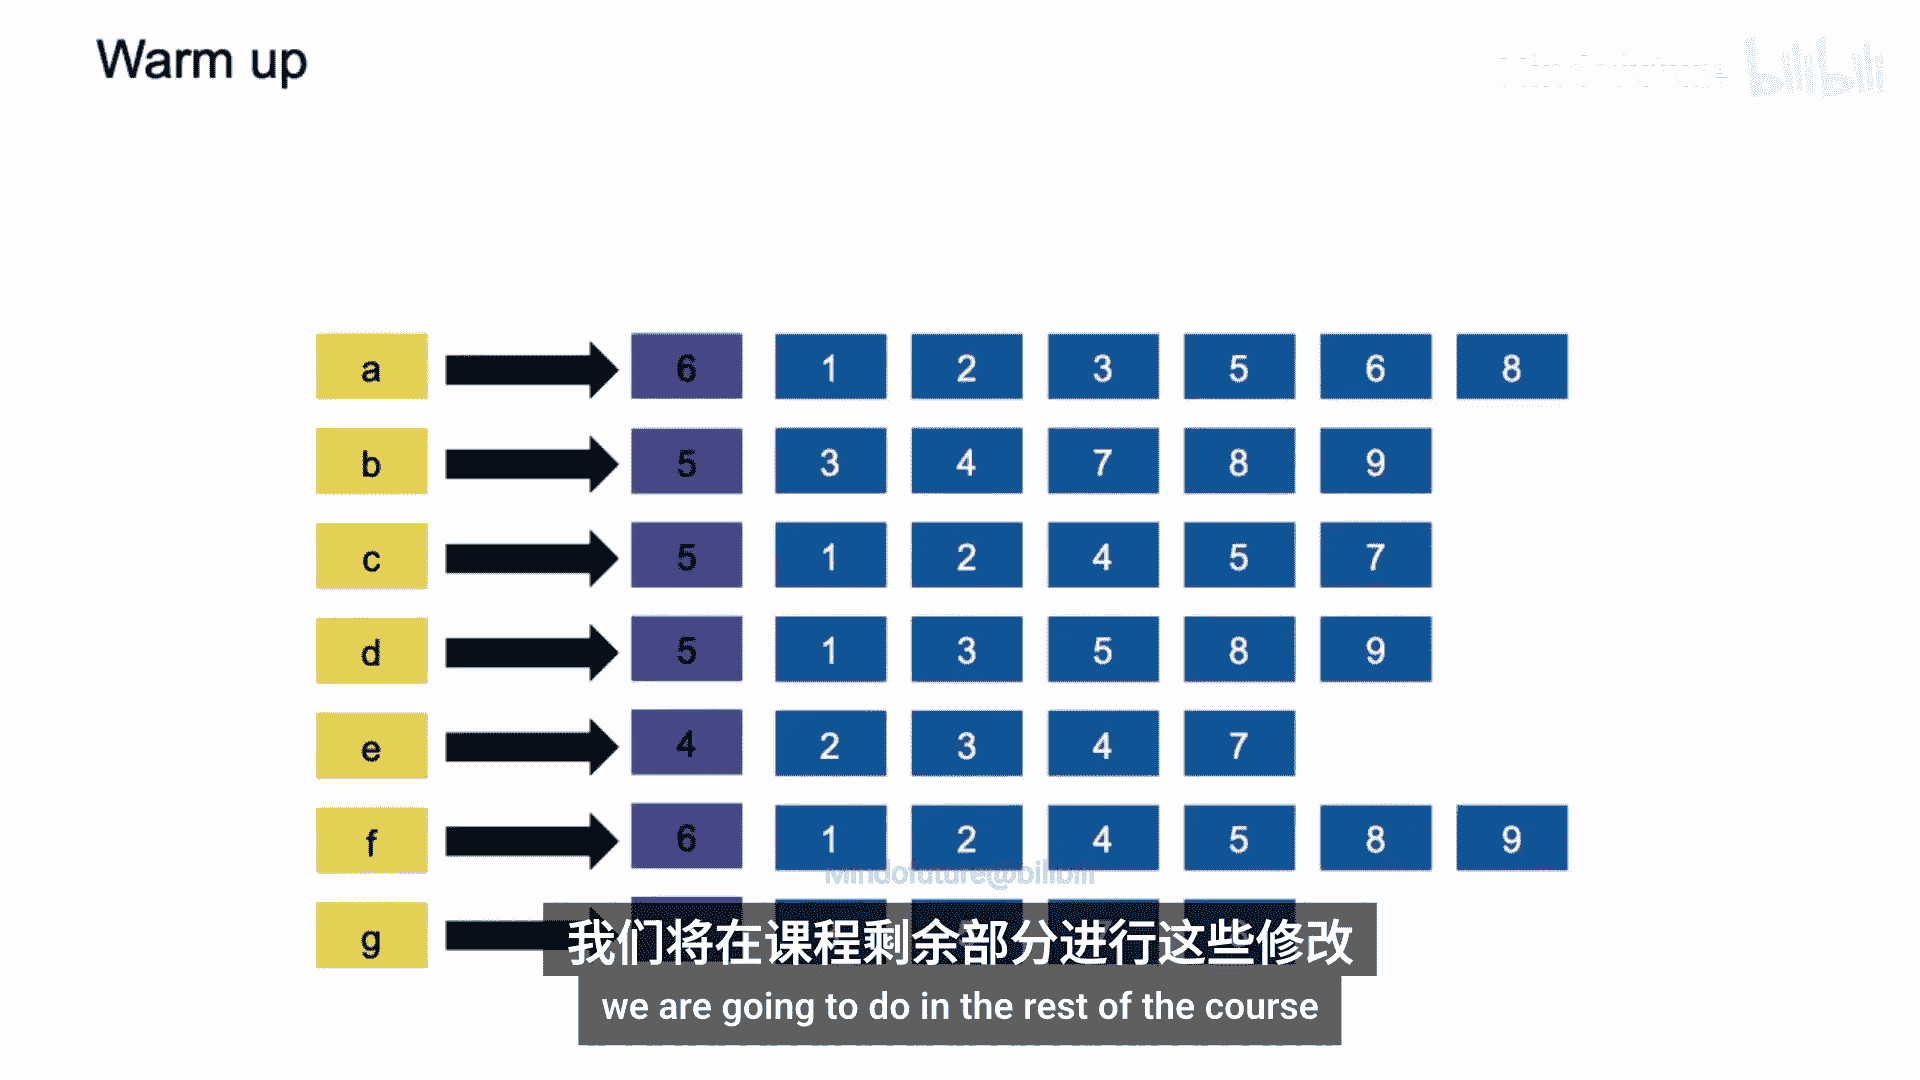 Warm up
bilibili
a 6 1 2 3 5 6 8
b 5 3 4 7 8 9
c 5 1 2 4 5 7
d 5 1 3 5 8 9
e 4 2 3 4 7
f 6 1 2 4 5 8 9
Mindofuture@bilibili
g
我们将在课程剩余部分进行这些修改
we are going to do in the rest of the course